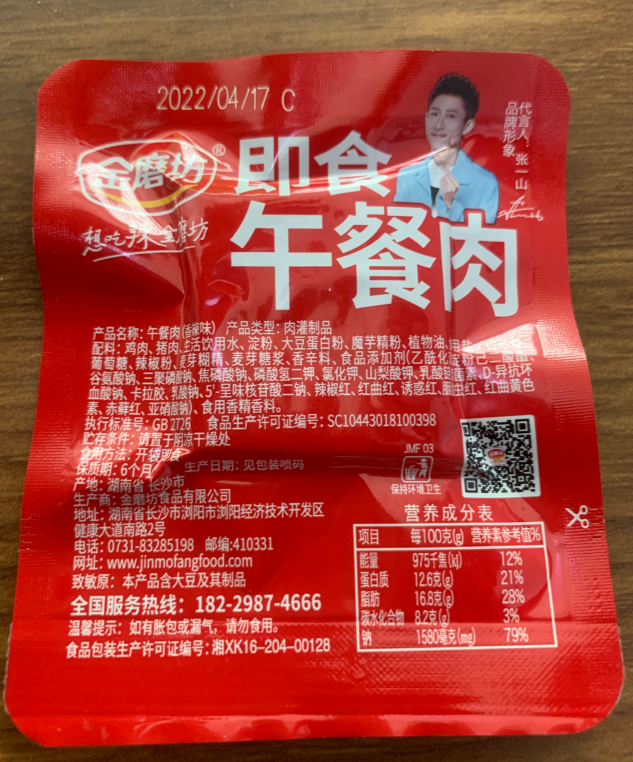 2022/04/17 C
代言人：张一山
品牌形象
金磨坊®
即食
午餐肉
想吃辣 金磨坊
产品名称：午餐肉(香辣味) 产品类型：肉灌制品
配料：鸡肉、猪肉、生活饮用水、淀粉、大豆蛋白粉、魔芋精粉、植物油、
葡萄糖、辣椒粉、麦芽糊精、麦芽糖浆、香辛料、食品添加剂(乙酰化
谷氨酸钠、三聚磷酸钠、焦磷酸钠、磷酸氢二钾、氯化钾、山梨酸钾、D-异抗坏
血酸钠、卡拉胶、乳酸钠、5'-呈味核苷酸二钠、辣椒红、红曲红、诱惑红、胭虫红、红曲黄色
素、赤藓红、亚硝酸钠)、食用香精香料。
执行标准号：GB 2726 食品生产许可证编号：SC10443018100398
贮存条件：请置于阴凉干燥处
食用方法：开袋即食
保质期：6个月 生产日期：见包装喷码
产地：湖南省 长沙市
生产商：金磨坊食品有限公司
地址：湖南省长沙市浏阳市浏阳经济技术开发区
健康大道南路2号
电话：0731-83285198 邮编:410331
网址：www.jinmofangfood.com
致敏原：本产品含大豆及其制品
全国服务热线：182-2987-4666
温馨提示：如有胀包或漏气，请勿食用。
食品包装生产许可证编号：湘XK16-204-00128
JMF 03
保持环境卫生
营养成分表
项目 每100克(g) 营养素参考值%
能量 975千焦(kJ) 12%
蛋白质 12.6克(g) 21%
脂肪 16.8克(g) 28%
碳水化合物 8.2克(g) 3%
钠 1580毫克(mg) 79%